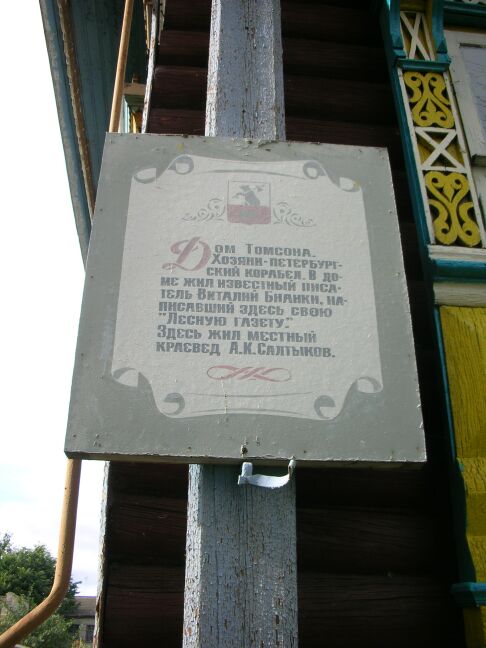 Дом Томсона.
Хозяин-петербург-
ский корабел. В до-
ме жил известный писа-
тель Виталий Бианки, на-
писавший здесь свою
"Лесную газету."
Здесь жил местный
краевед А.К.Салтыков.